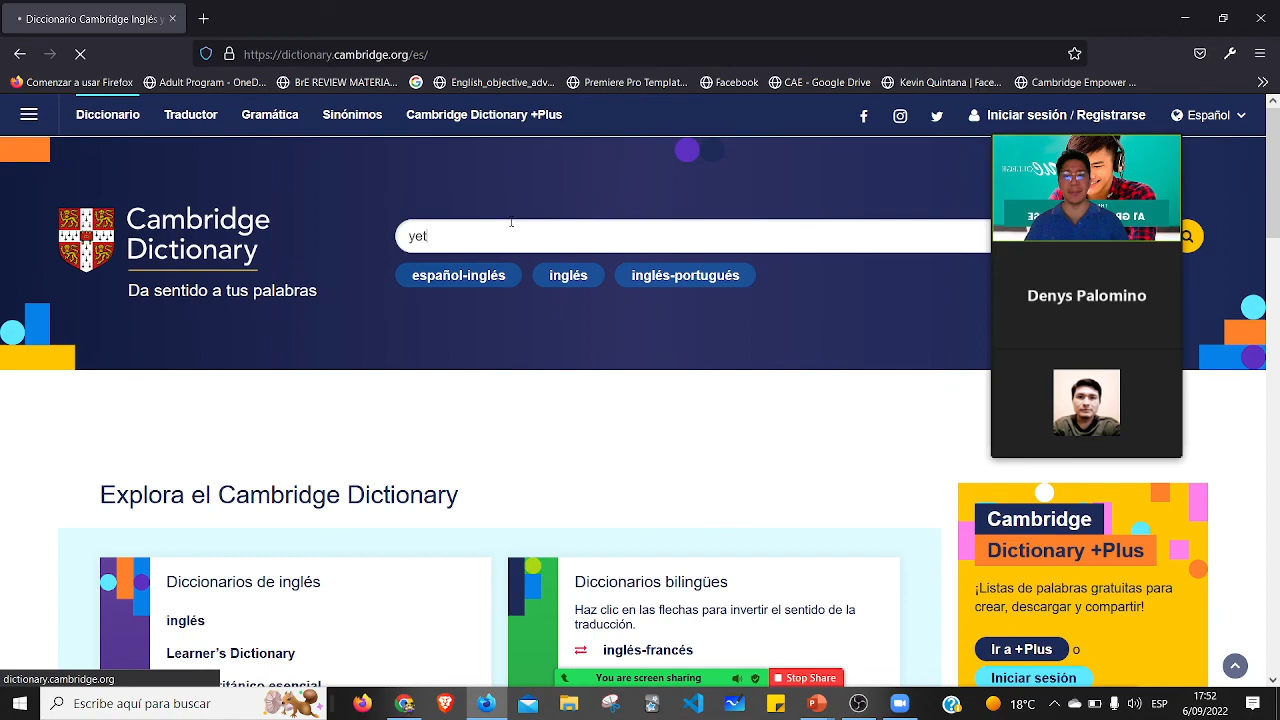 Diccionario Cambridge Inglés y
https://dictionary.cambridge.org/es/
Comenzar a usar Firefox
Adult Program - OneD...
BrE REVIEW MATERIA...
English_objective_adv...
Premiere Pro Templat...
Facebook
CAE - Google Drive
Kevin Quintana | Face...
Cambridge Empower ...
Diccionario
Traductor
Gramática
Sinónimos
Cambridge Dictionary +Plus
Iniciar sesión / Registrarse
Español
Cambridge
Dictionary
Da sentido a tus palabras
yet
español-inglés
inglés
inglés-portugués
Denys Palomino
Explora el Cambridge Dictionary
Diccionarios de inglés
inglés
Learner's Dictionary
Diccionarios bilingües
Haz clic en las flechas para invertir el sentido de la
traducción.
inglés-francés
Cambridge
Dictionary +Plus
¡Listas de palabras gratuitas para
crear, descargar y compartir!
Ir a +Plus o
Iniciar sesión
dictionary.cambridge.org
You are screen sharing
Stop Share
Escribe aquí para buscar
18°C
ESP
17:52
9/09/2022